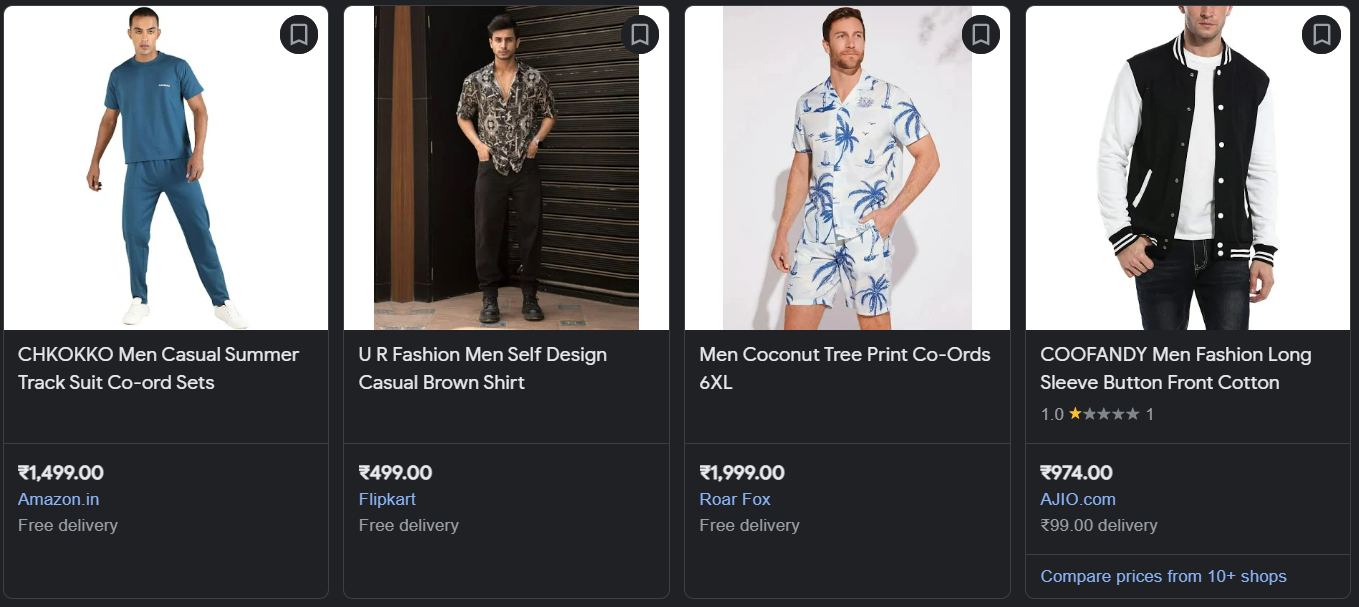 CHKOKKO Men Casual Summer
Track Suit Co-ord Sets
₹1,499.00
Amazon.in
Free delivery
U R Fashion Men Self Design
Casual Brown Shirt
₹499.00
Flipkart
Free delivery
Men Coconut Tree Print Co-Ords
6XL
₹1,999.00
Roar Fox
Free delivery
COOFANDY Men Fashion Long
Sleeve Button Front Cotton
1.0 ★★★★★ 1
₹974.00
AJIO.com
₹99.00 delivery
Compare prices from 10+ shops